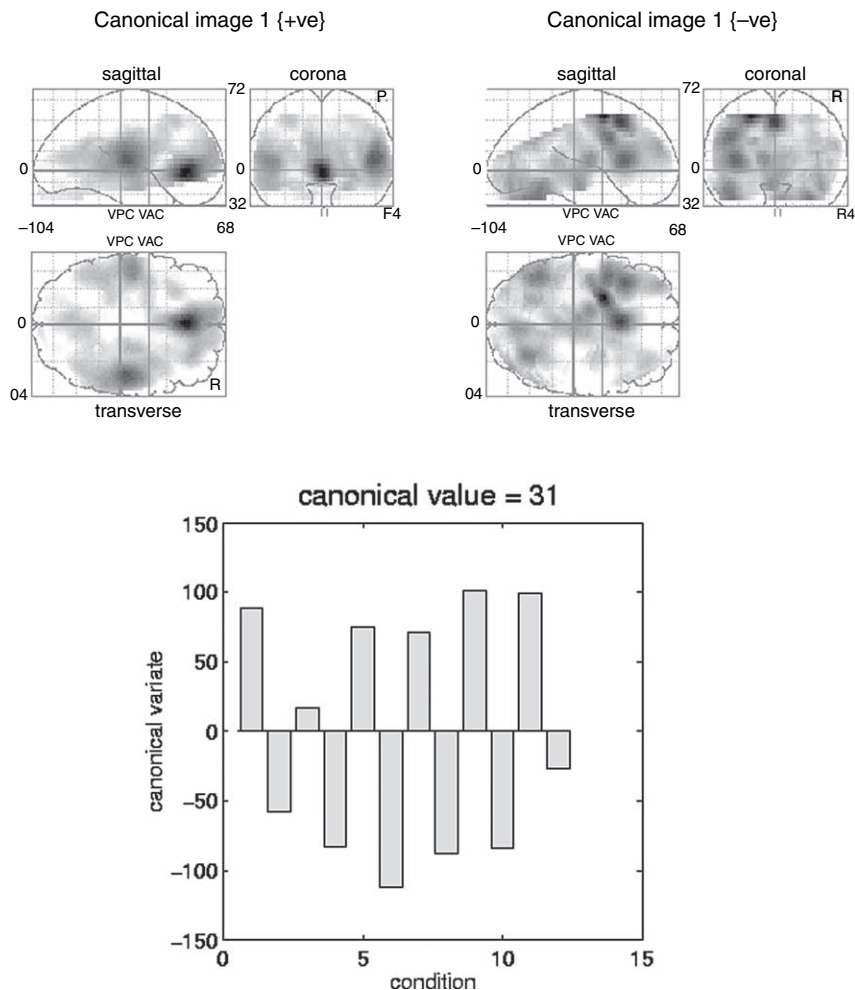 Canonical image 1 {+ve}
Canonical image 1 {–ve}
sagittal
corona
72
P
0
0
VPC VAC
32
F4
–104
68
VPC VAC
0
R
04
transverse
sagittal
coronal
72
R
0
0
VPC VAC
32
R4
–104
68
VPC VAC
0
04
transverse
canonical value = 31
150
100
50
0
−50
−100
−150
canonical variate
0
5
10
15
condition